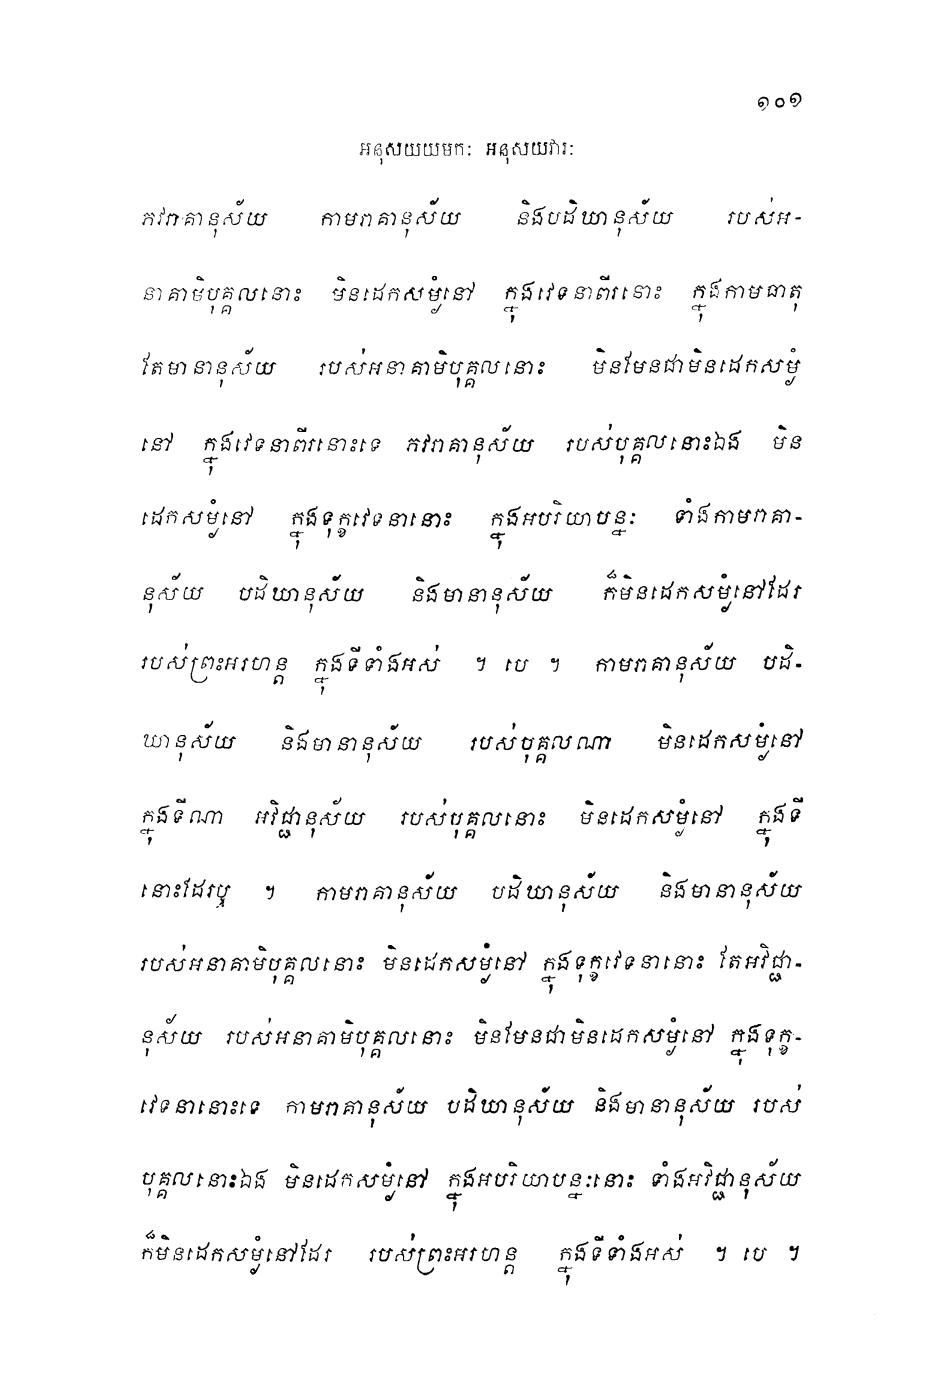 ១០១
អនុសយយមកៈ អនុសយវារៈ
ភវរាគានុស័យ កាមរាគានុស័យ និងបដិឃានុស័យ របស់អ-
នាគាមិបុគ្គលនោះ មិនដេកសម្ងំនៅ ក្នុងវេទនាពីរនោះ ក្នុងកាមធាតុ
តែមានានុស័យ របស់អនាគាមិបុគ្គលនោះ មិនមែនជាមិនដេកសម្ងំ
នៅ ក្នុងវេទនាពីរនោះទេ ភវរាគានុស័យ របស់បុគ្គលនោះឯង មិន
ដេកសម្ងំនៅ ក្នុងទុក្ខវេទនានោះ ក្នុងអបរិយាបន្នៈ ទាំងកាមរាគា-
នុស័យ បដិឃានុស័យ និងមានានុស័យ ក៏មិនដេកសម្ងំនៅដែរ
របស់ព្រះអរហន្ត ក្នុងទីទាំងអស់ ។ បេ ។ កាមរាគានុស័យ បដិ-
ឃានុស័យ និងមានានុស័យ របស់បុគ្គលណា មិនដេកសម្ងំនៅ
ក្នុងទីណា អវិជ្ជានុស័យ របស់បុគ្គលនោះ មិនដេកសម្ងំនៅ ក្នុងទី
នោះដែរឬ ។ កាមរាគានុស័យ បដិឃានុស័យ និងមានានុស័យ
របស់អនាគាមិបុគ្គលនោះ មិនដេកសម្ងំនៅ ក្នុងទុក្ខវេទនានោះ តែអវិជ្ជា-
នុស័យ របស់អនាគាមិបុគ្គលនោះ មិនមែនជាមិនដេកសម្ងំនៅ ក្នុងទុក្ខ-
វេទនានោះទេ កាមរាគានុស័យ បដិឃានុស័យ និងមានានុស័យ របស់
បុគ្គលនោះឯង មិនដេកសម្ងំនៅ ក្នុងអបរិយាបន្នៈនោះ ទាំងអវិជ្ជានុស័យ
ក៏មិនដេកសម្ងំនៅដែរ របស់ព្រះអរហន្ត ក្នុងទីទាំងអស់ ។ បេ ។